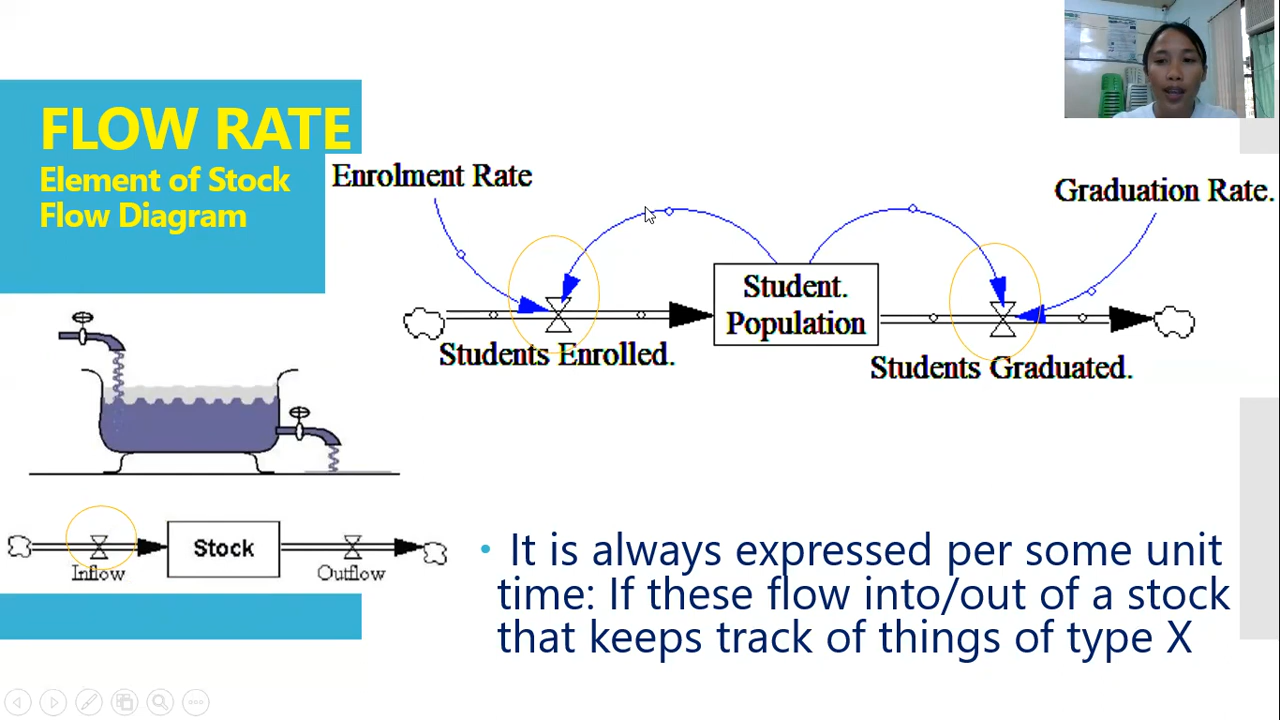 FLOW RATE
Element of Stock
Flow Diagram
Enrolment Rate
Graduation Rate.
Student.
Population
Students Enrolled.
Students Graduated.
Stock
Inflow
Outflow
• It is always expressed per some unit
time: If these flow into/out of a stock
that keeps track of things of type X